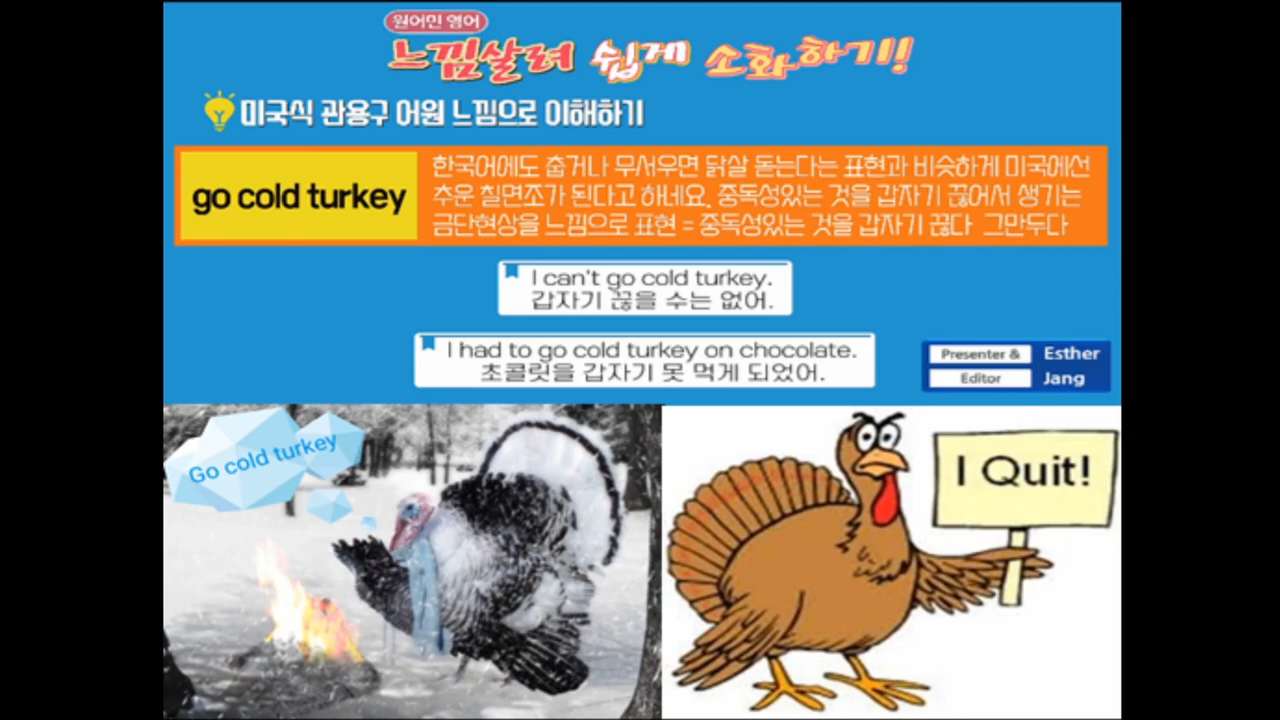 원어민 영어
느낌살려 쉽게 소화하기!
미국식 관용구 어원 느낌으로 이해하기
go cold turkey
한국어에도 춥거나 무서우면 닭살 돋는다는 표현과 비슷하게 미국에선
추운 칠면조가 된다고 하네요. 중독성있는 것을 갑자기 끊어서 생기는
금단현상을 느낌으로 표현 = 중독성있는 것을 갑자기 끊다 그만두다
I can't go cold turkey.
갑자기 끊을 수는 없어.
I had to go cold turkey on chocolate.
초콜릿을 갑자기 못 먹게 되었어.
Presenter & Esther
Editor Jang
Go cold turkey
I Quit!